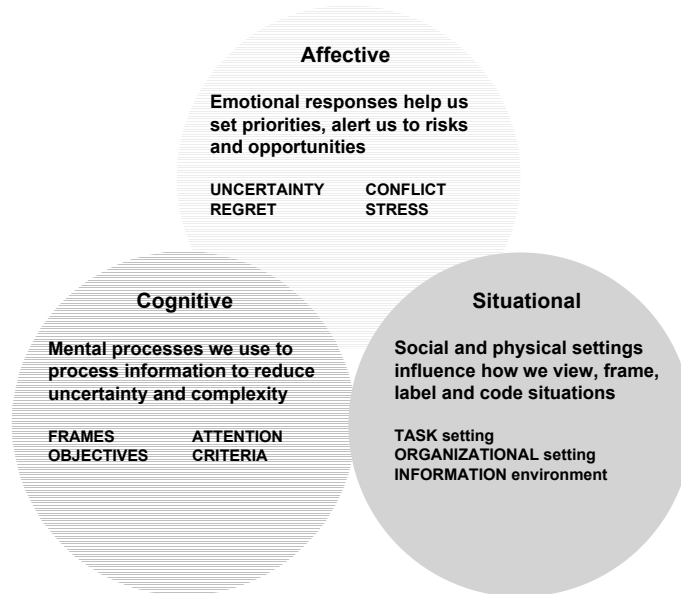 Affective
Emotional responses help us
set priorities, alert us to risks
and opportunities
UNCERTAINTY CONFLICT
REGRET STRESS
Cognitive
Mental processes we use to
process information to reduce
uncertainty and complexity
FRAMES ATTENTION
OBJECTIVES CRITERIA
Situational
Social and physical settings
influence how we view, frame,
label and code situations
TASK setting
ORGANIZATIONAL setting
INFORMATION environment